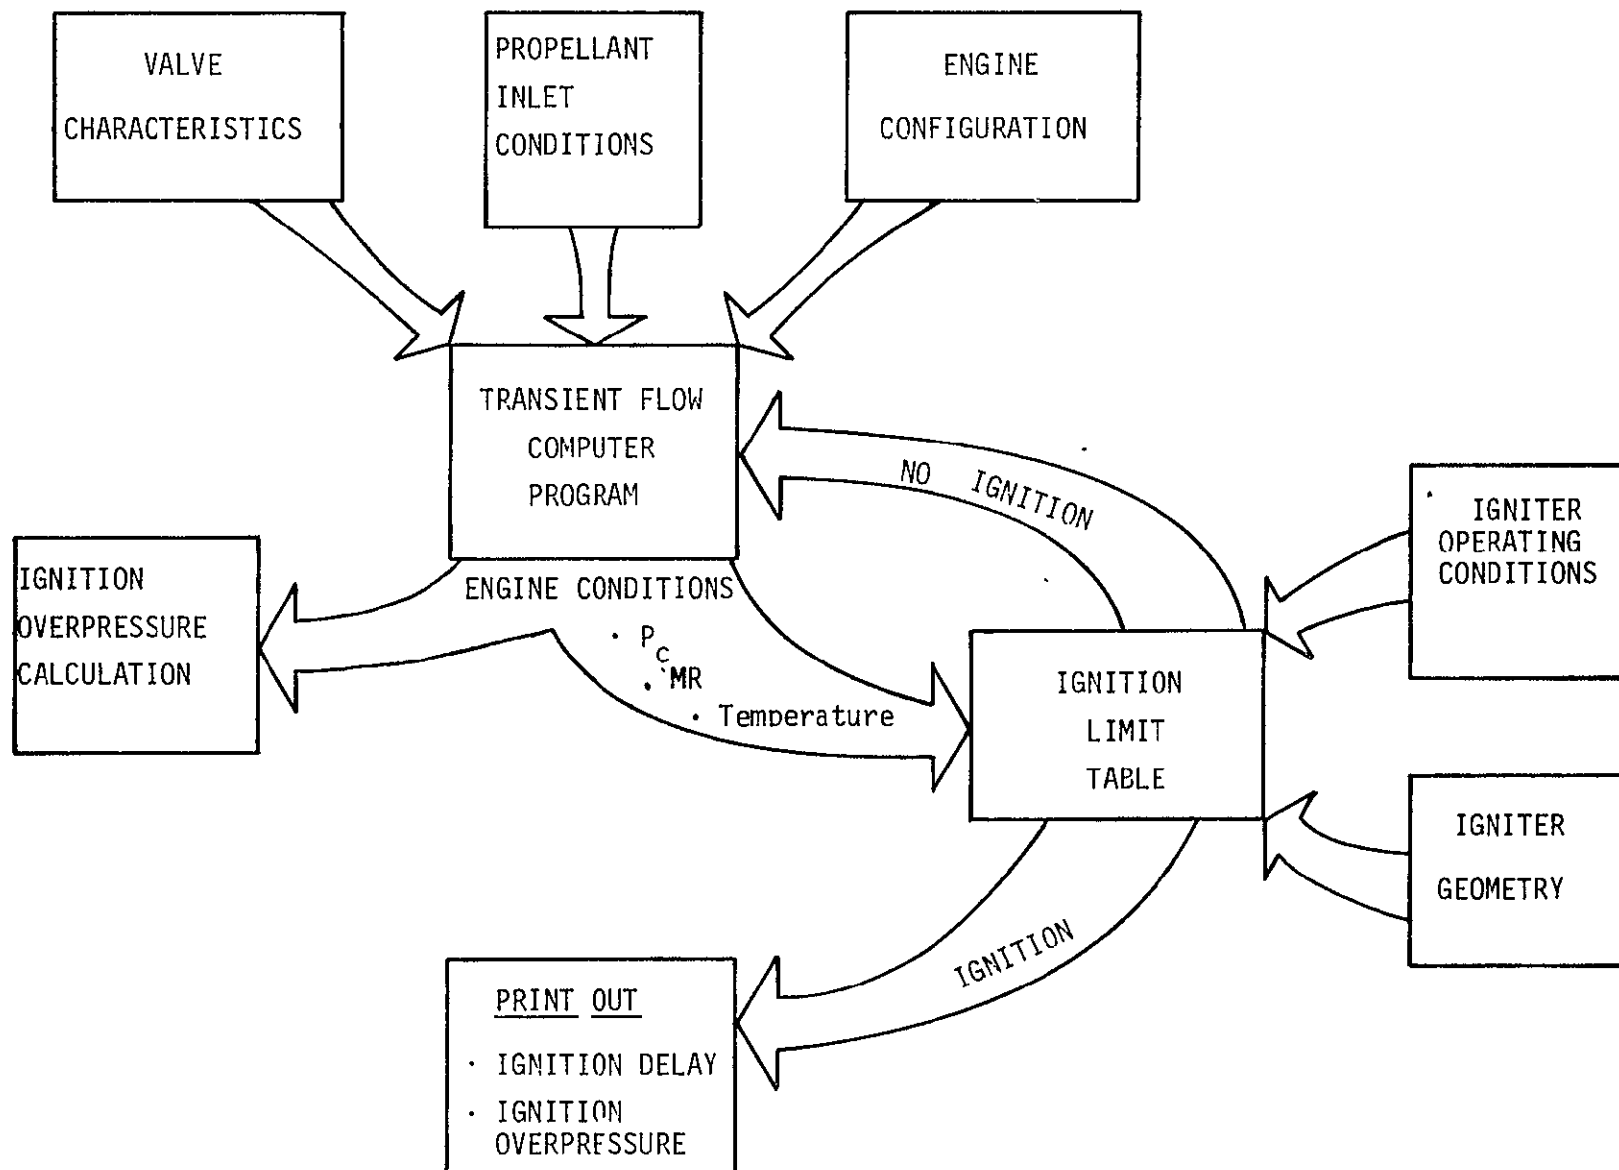 VALVE
CHARACTERISTICS
PROPELLANT
INLET
CONDITIONS
ENGINE
CONFIGURATION
TRANSIENT FLOW
COMPUTER
PROGRAM
NO IGNITION
· IGNITER
OPERATING
CONDITIONS
IGNITION
OVERPRESSURE
CALCULATION
ENGINE CONDITIONS
· Pc
· MR
· Temperature
IGNITION
LIMIT
TABLE
IGNITER
GEOMETRY
IGNITION
PRINT OUT
· IGNITION DELAY
· IGNITION
OVERPRESSURE